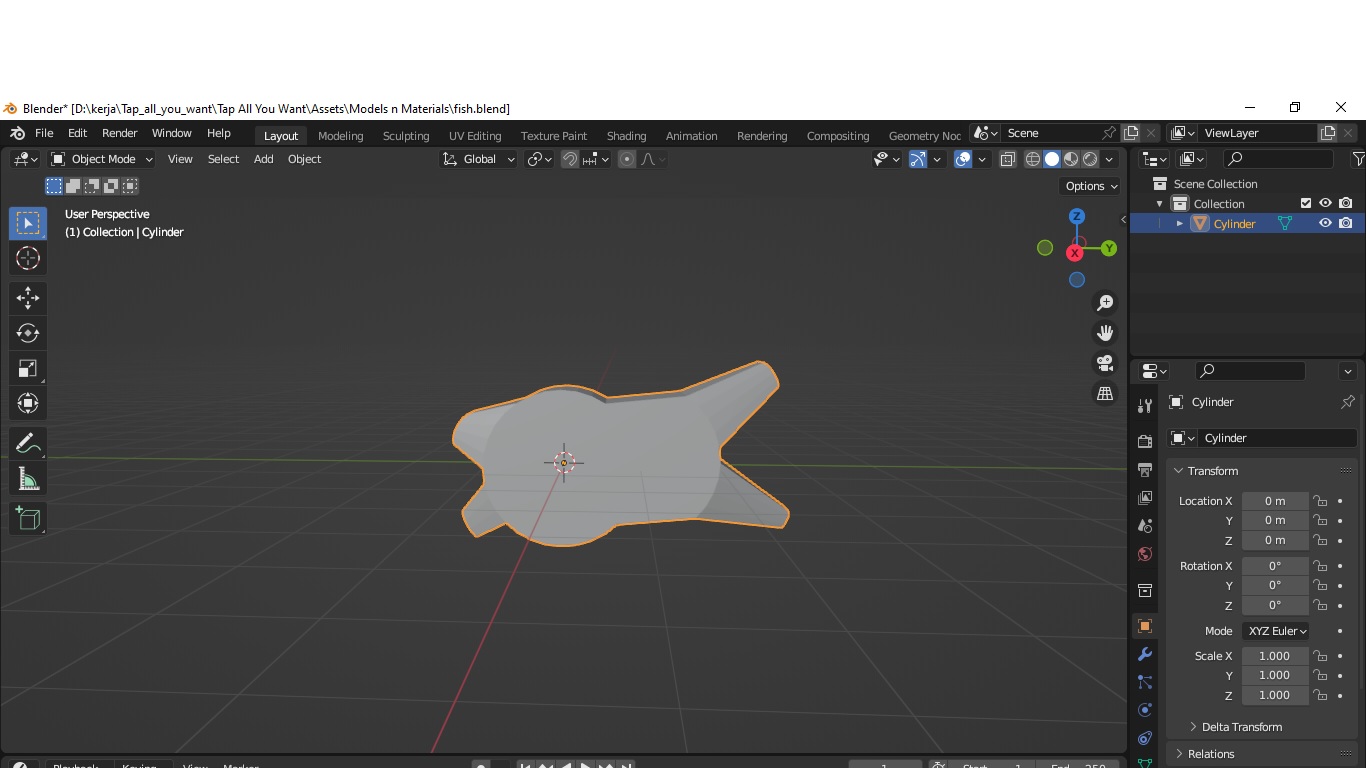 Blender* [D:\kerja\Tap_all_you_want\Tap All You Want\Assets\Models n Materials\fish.blend]
File Edit Render Window Help Layout Modeling Sculpting UV Editing Texture Paint Shading Animation Rendering Compositing Geometry Noc Scene ViewLayer
Object Mode View Select Add Object Global
Options
User Perspective
(1) Collection | Cylinder
Z
Y
X
Scene Collection
Collection
Cylinder
Cylinder
Cylinder
Transform
Location X 0 m
Y 0 m
Z 0 m
Rotation X 0°
Y 0°
Z 0°
Mode XYZ Euler
Scale X 1.000
Y 1.000
Z 1.000
Delta Transform
Relations
Playback Keying View Marker 1 Start 1 End 250